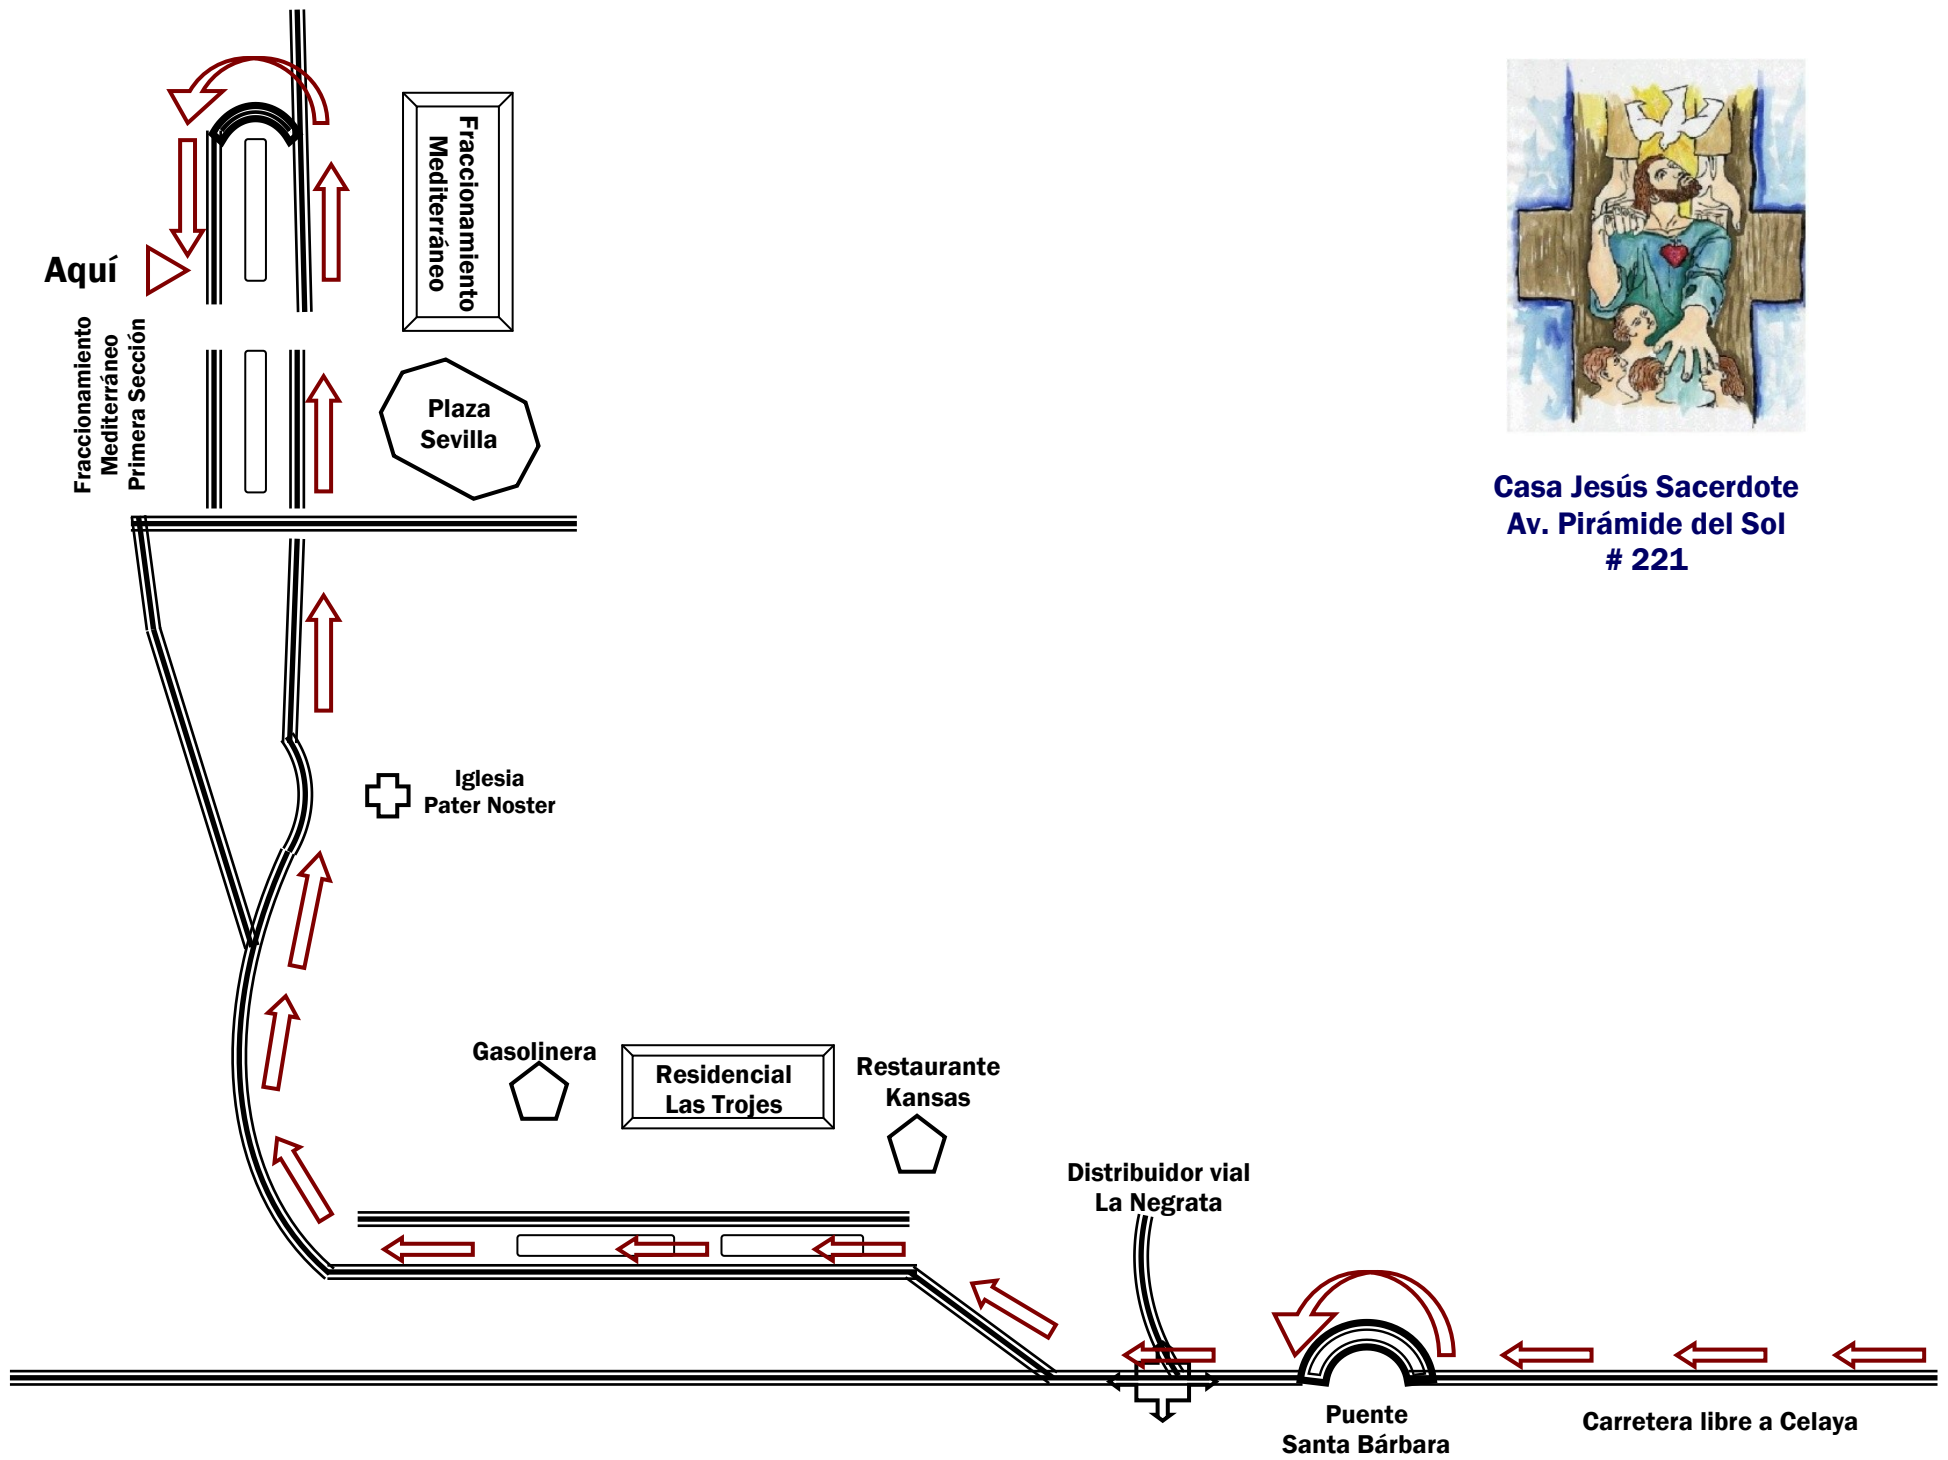 Fraccionamiento
Mediterráneo
Aquí
Fraccionamiento
Mediterráneo
Primera Sección
Plaza
Sevilla
Casa Jesús Sacerdote
Av. Pirámide del Sol
# 221
Iglesia
Pater Noster
Gasolinera
Residencial
Las Trojes
Restaurante
Kansas
Distribuidor vial
La Negrata
Puente
Santa Bárbara
Carretera libre a Celaya